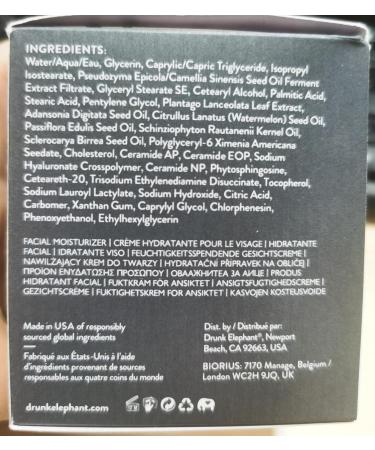 INGREDIENTS:
Water/Aqua/Eau, Glycerin, Caprylic/Capric Triglyceride, Isopropyl
Isostearate, Pseudozyma Epicola/Camellia Sinensis Seed Oil Ferment
Extract Filtrate, Glyceryl Stearate SE, Cetearyl Alcohol, Palmitic Acid,
Stearic Acid, Pentylene Glycol, Plantago Lanceolata Leaf Extract,
Adansonia Digitata Seed Oil, Citrullus Lanatus (Watermelon) Seed Oil,
Passiflora Edulis Seed Oil, Schinziophyton Rautanenii Kernel Oil,
Sclerocarya Birrea Seed Oil, Polyglyceryl-6 Ximenia Americana
Seedate, Cholesterol, Ceramide AP, Ceramide EOP, Sodium
Hyaluronate Crosspolymer, Ceramide NP, Phytosphingosine,
Ceteareth-20, Trisodium Ethylenediamine Disuccinate, Tocopherol,
Sodium Lauroyl Lactylate, Sodium Hydroxide, Citric Acid,
Carbomer, Xanthan Gum, Caprylyl Glycol, Chlorphenesin,
Phenoxyethanol, Ethylhexylglycerin
FACIAL MOISTURIZER | CRÈME HYDRATANTE POUR LE VISAGE | HIDRATANTE
FACIAL | IDRATANTE VISO | FEUCHTIGKEITSSPENDENDE GESICHTSCREME |
NAWILŻAJĄCY KREM DO TWARZY | HYDRATAČNÍ PŘÍPRAVEK NA OBLIČEJ |
ΠΡΟΪΟΝ ΕΝΥΔΑΤΩΣΗΣ ΠΡΟΣΩΠΟΥ | ОВЛАЖНИТЕЛ ЗА ЛИЦЕ | PRODUS
HIDRATANT FACIAL | FUKTKRÄM FÖR ANSIKTET | ANSIGTSFUGTIGHEDSCREME |
GEZICHTSCRÈME | FUKTIGHETSKREM FOR ANSIKTET | KASVOJEN KOSTEUSVOIDE
Made in USA of responsibly
sourced global ingredients
Fabriqué aux États-Unis à l'aide
d'ingrédients provenant de sources
responsables aux quatre coins du monde
Dist. by / Distribué par:
Drunk Elephant®, Newport
Beach, CA 92663, USA
BIORIUS: 7170 Manage, Belgium /
London WC2H 9JQ, UK
drunkelephant.com